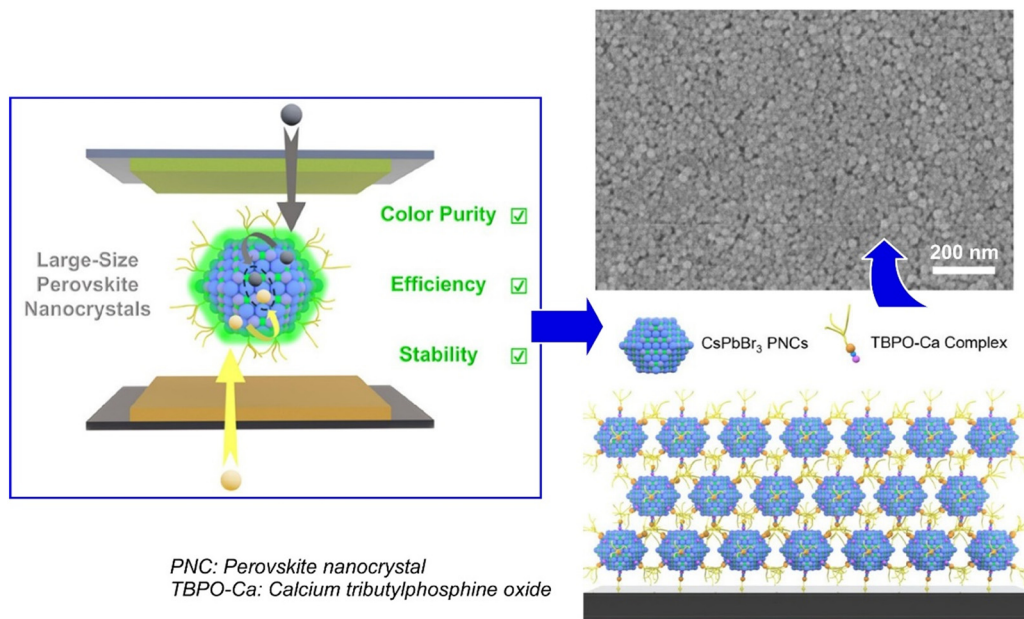 Large-Size
Perovskite
Nanocrystals
Color Purity ☑
Efficiency ☑
Stability ☑
200 nm
CsPbBr₃ PNCs
TBPO-Ca Complex
PNC: Perovskite nanocrystal
TBPO-Ca: Calcium tributylphosphine oxide